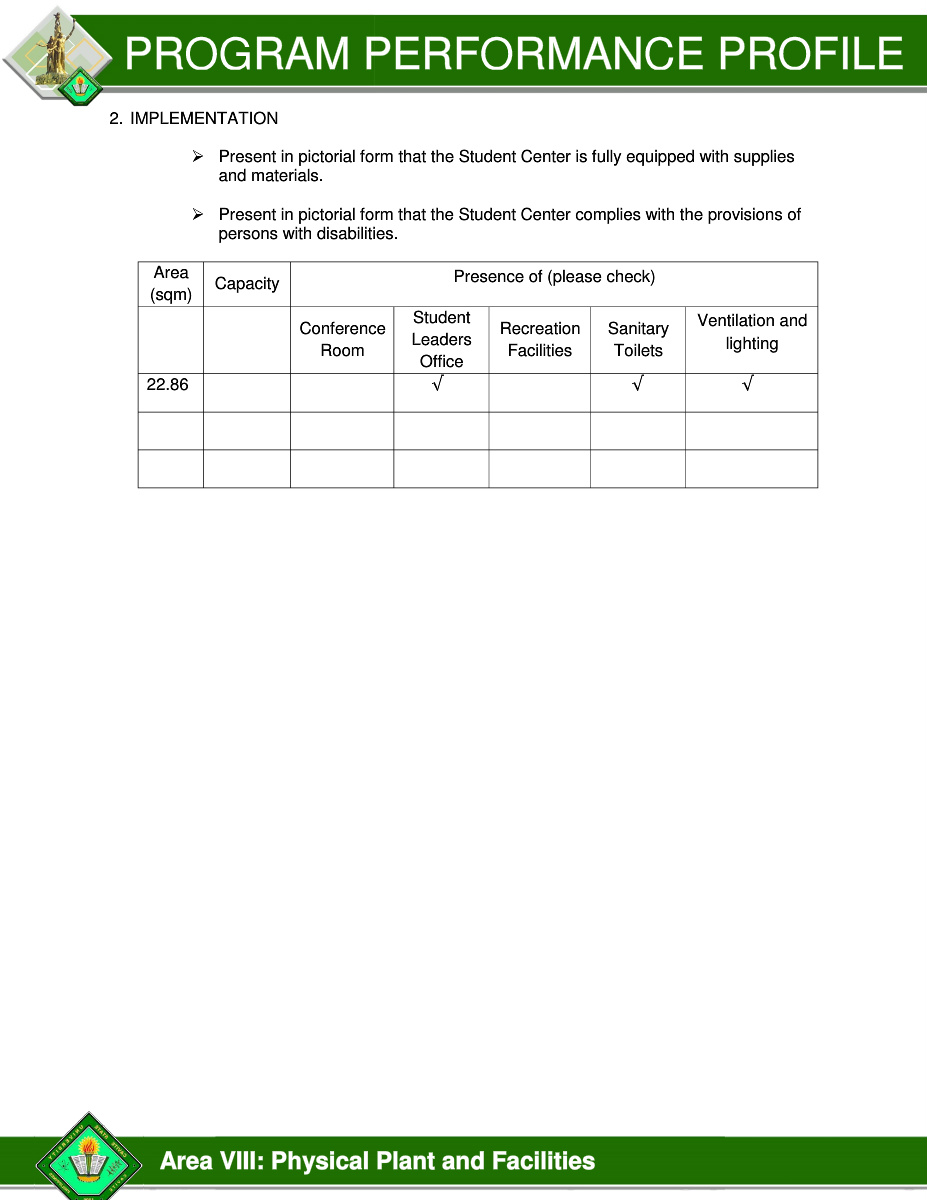 PROGRAM PERFORMANCE PROFILE
2. IMPLEMENTATION
➢ Present in pictorial form that the Student Center is fully equipped with supplies
and materials.
➢ Present in pictorial form that the Student Center complies with the provisions of
persons with disabilities.
Area
(sqm)
Capacity
Presence of (please check)
Conference
Room
Student
Leaders
Office
Recreation
Facilities
Sanitary
Toilets
Ventilation and
lighting
22.86 √ √ √
Area VIII: Physical Plant and Facilities